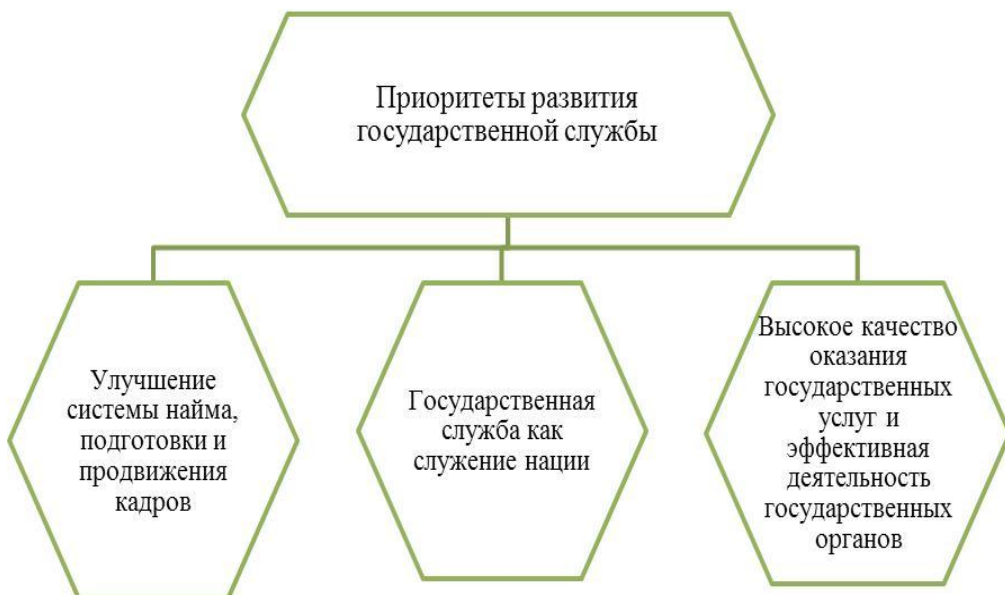 Приоритеты развития
государственной службы
Улучшение
системы найма,
подготовки и
продвижения
кадров
Государственная
служба как
служение нации
Высокое качество
оказания
государственных
услуг и
эффективная
деятельность
государственных
органов